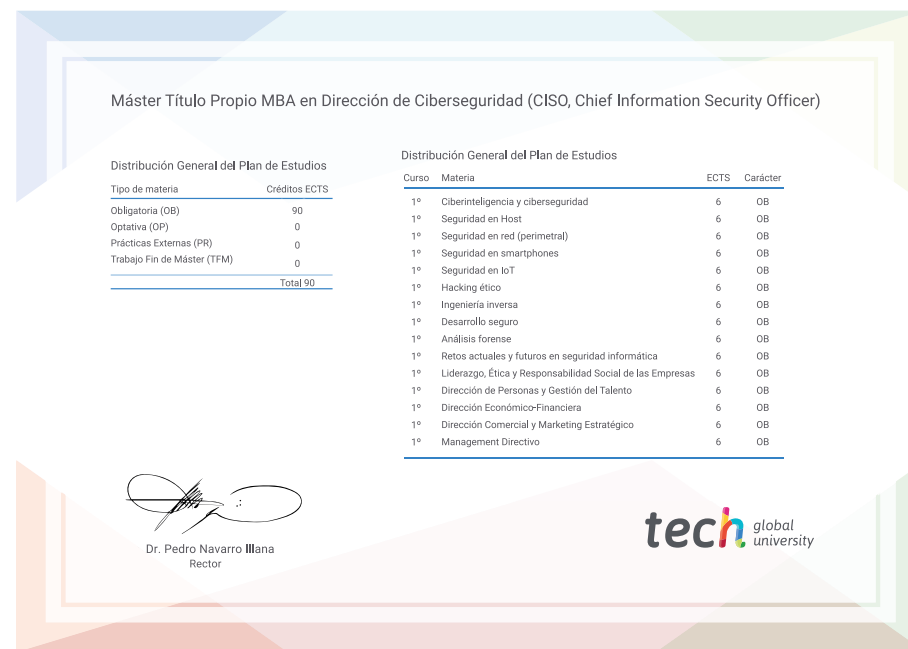 Máster Título Propio MBA en Dirección de Ciberseguridad (CISO, Chief Information Security Officer)
Distribución General del Plan de Estudios
Tipo de materia Créditos ECTS
Obligatoria (OB) 90
Optativa (OP) 0
Prácticas Externas (PR) 0
Trabajo Fin de Máster (TFM) 0
Total 90
Distribución General del Plan de Estudios
Curso Materia ECTS Carácter
1º Ciberinteligencia y ciberseguridad 6 OB
1º Seguridad en Host 6 OB
1º Seguridad en red (perimetral) 6 OB
1º Seguridad en smartphones 6 OB
1º Seguridad en IoT 6 OB
1º Hacking ético 6 OB
1º Ingeniería inversa 6 OB
1º Desarrollo seguro 6 OB
1º Análisis forense 6 OB
1º Retos actuales y futuros en seguridad informática 6 OB
1º Liderazgo, Ética y Responsabilidad Social de las Empresas 6 OB
1º Dirección de Personas y Gestión del Talento 6 OB
1º Dirección Económico-Financiera 6 OB
1º Dirección Comercial y Marketing Estratégico 6 OB
1º Management Directivo 6 OB
Dr. Pedro Navarro Illana
Rector
tech global university